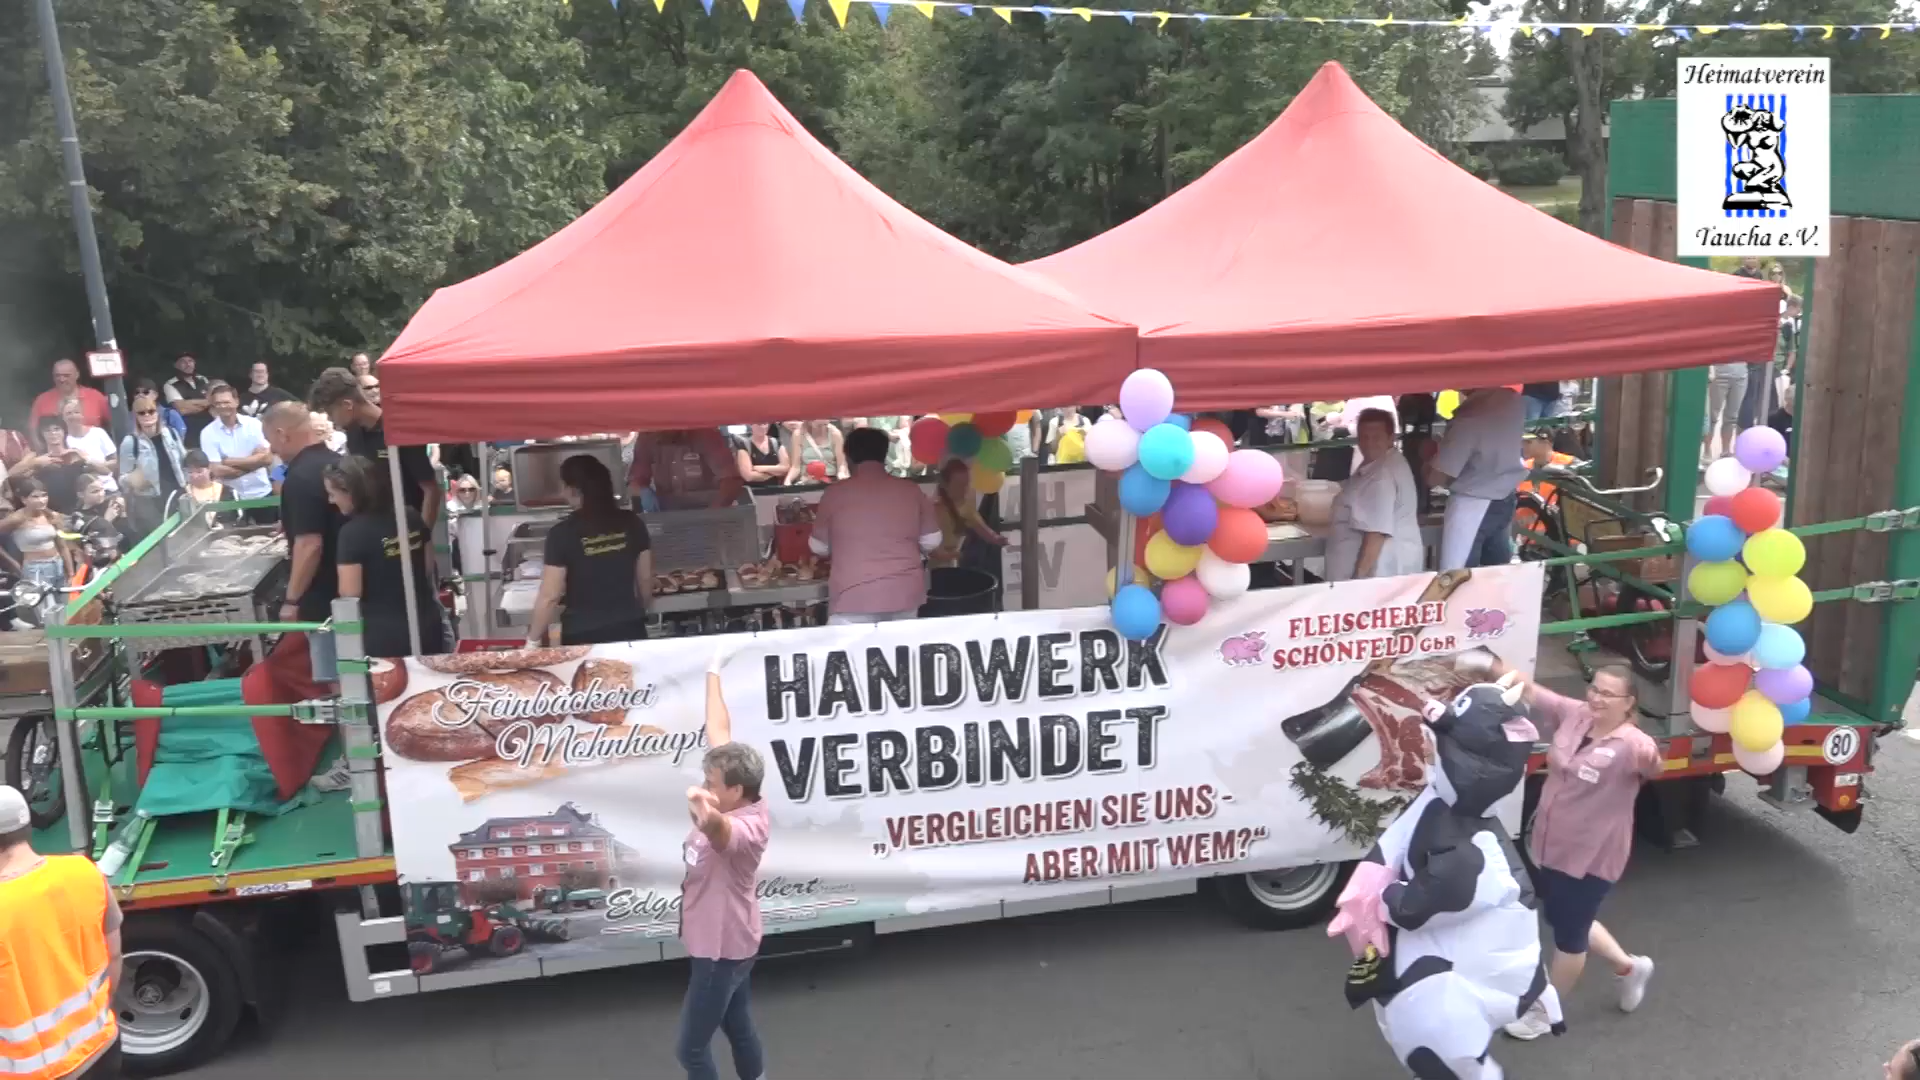 Heimatverein
Taucha e.V.
Feinbäckerei
Mohnhaupt
HANDWERK
VERBINDET
„VERGLEICHEN SIE UNS -
ABER MIT WEM?“
FLEISCHEREI
SCHÖNFELD GbR
80